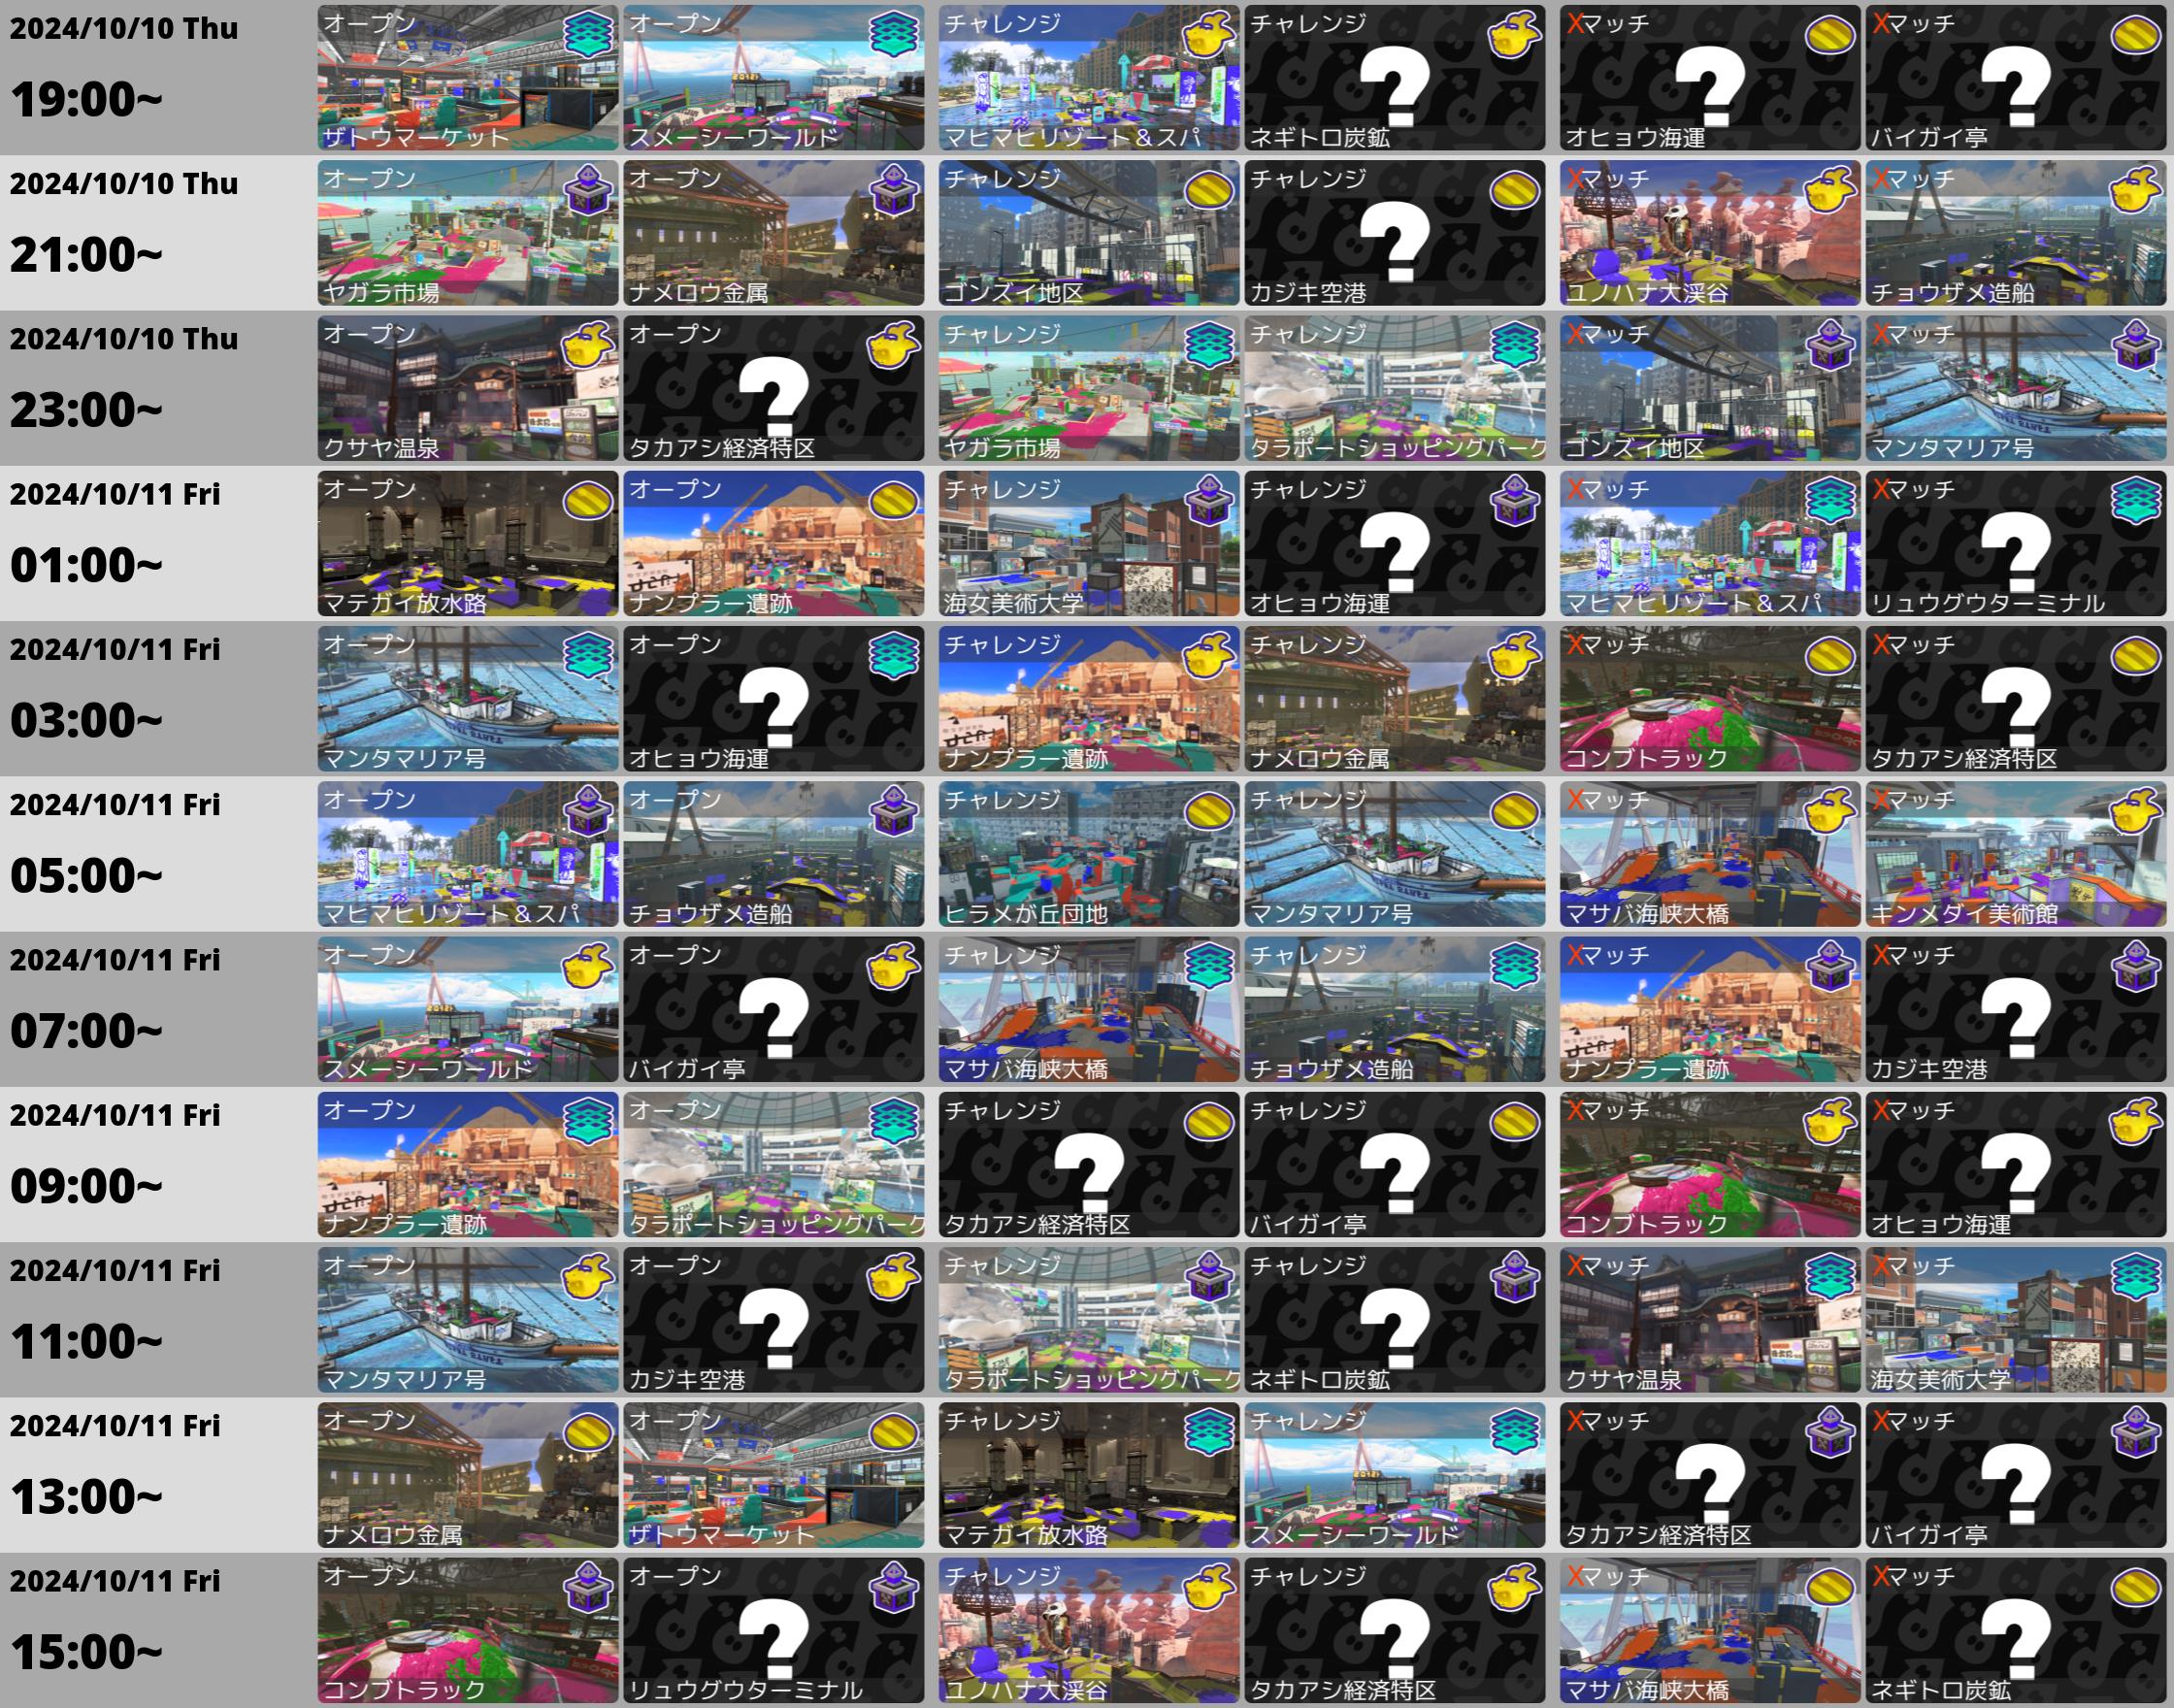 2024/10/10 Thu
19:00~
オープン
ザトウマーケット
オープン
スメーシーワールド
チャレンジ
マヒマヒリゾート＆スパ
チャレンジ
ネギトロ炭鉱
Xマッチ
オヒョウ海運
Xマッチ
バイガイ亭
2024/10/10 Thu
21:00~
オープン
ヤガラ市場
オープン
ナメロウ金属
チャレンジ
ゴンズイ地区
チャレンジ
カジキ空港
Xマッチ
ユノハナ大渓谷
Xマッチ
チョウザメ造船
2024/10/10 Thu
23:00~
オープン
クサヤ温泉
オープン
タカアシ経済特区
チャレンジ
ヤガラ市場
チャレンジ
タラポートショッピングパーク
Xマッチ
ゴンズイ地区
Xマッチ
マンタマリア号
2024/10/11 Fri
01:00~
オープン
マテガイ放水路
オープン
ナンプラー遺跡
チャレンジ
海女美術大学
チャレンジ
オヒョウ海運
Xマッチ
マヒマヒリゾート＆スパ
Xマッチ
リュウグウターミナル
2024/10/11 Fri
03:00~
オープン
マンタマリア号
オープン
オヒョウ海運
チャレンジ
ナンプラー遺跡
チャレンジ
ナメロウ金属
Xマッチ
コンブトラック
Xマッチ
タカアシ経済特区
2024/10/11 Fri
05:00~
オープン
マヒマヒリゾート＆スパ
オープン
チョウザメ造船
チャレンジ
ヒラメが丘団地
チャレンジ
マンタマリア号
Xマッチ
マサバ海峡大橋
Xマッチ
キンメダイ美術館
2024/10/11 Fri
07:00~
オープン
スメーシーワールド
オープン
バイガイ亭
チャレンジ
マサバ海峡大橋
チャレンジ
チョウザメ造船
Xマッチ
ナンプラー遺跡
Xマッチ
カジキ空港
2024/10/11 Fri
09:00~
オープン
ナンプラー遺跡
オープン
タラポートショッピングパーク
チャレンジ
タカアシ経済特区
チャレンジ
バイガイ亭
Xマッチ
コンブトラック
Xマッチ
オヒョウ海運
2024/10/11 Fri
11:00~
オープン
マンタマリア号
オープン
カジキ空港
チャレンジ
タラポートショッピングパーク
チャレンジ
ネギトロ炭鉱
Xマッチ
クサヤ温泉
Xマッチ
海女美術大学
2024/10/11 Fri
13:00~
オープン
ナメロウ金属
オープン
ザトウマーケット
チャレンジ
マテガイ放水路
チャレンジ
スメーシーワールド
Xマッチ
タカアシ経済特区
Xマッチ
バイガイ亭
2024/10/11 Fri
15:00~
オープン
コンブトラック
オープン
リュウグウターミナル
チャレンジ
ユノハナ大渓谷
チャレンジ
タカアシ経済特区
Xマッチ
マサバ海峡大橋
Xマッチ
ネギトロ炭鉱